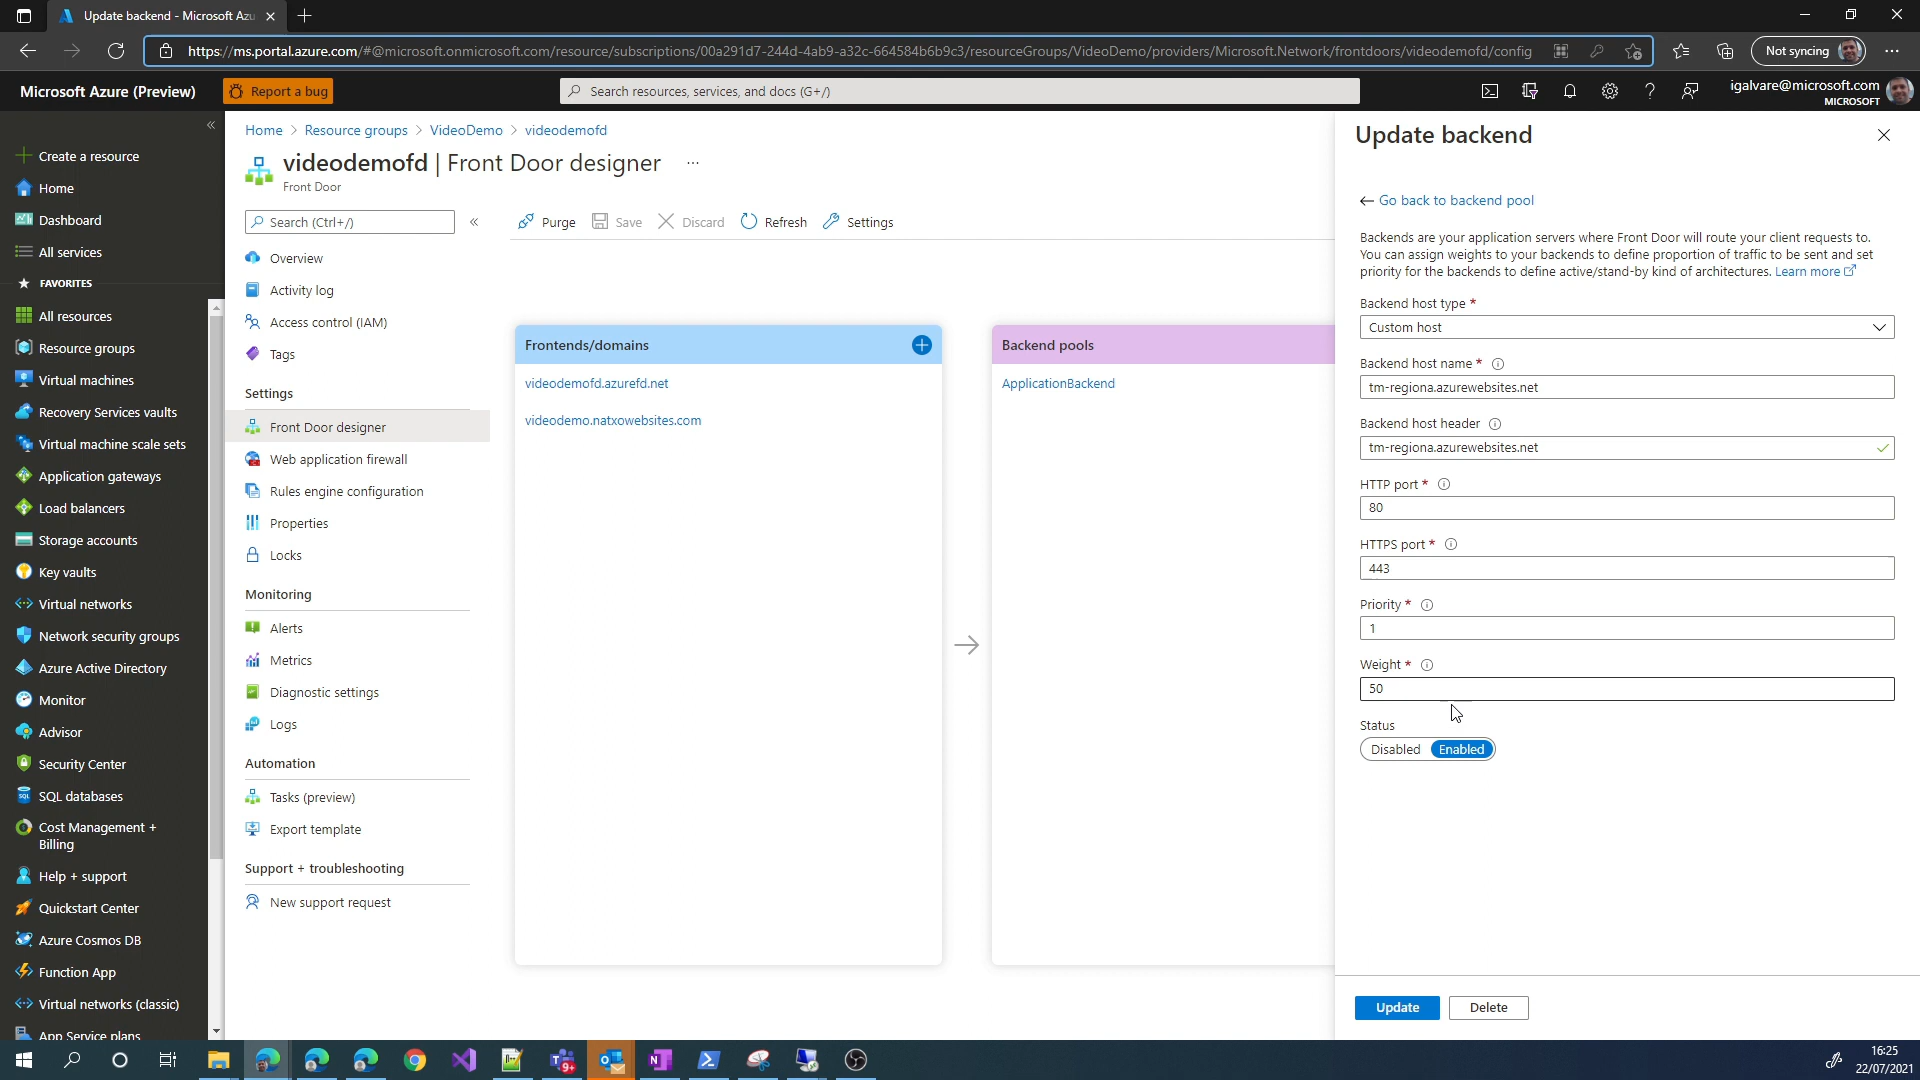 Update backend - Microsoft Azu
https://ms.portal.azure.com/#@microsoft.onmicrosoft.com/resource/subscriptions/00a291d7-244d-4ab9-a32c-664584b6b9c3/resourceGroups/VideoDemo/providers/Microsoft.Network/frontdoors/videodemofd/config
Not syncing
Microsoft Azure (Preview)
Report a bug
Search resources, services, and docs (G+/)
igalvare@microsoft.com
MICROSOFT
Create a resource
Home
Dashboard
All services
FAVORITES
All resources
Resource groups
Virtual machines
Recovery Services vaults
Virtual machine scale sets
Application gateways
Load balancers
Storage accounts
Key vaults
Virtual networks
Network security groups
Azure Active Directory
Monitor
Advisor
Security Center
SQL databases
Cost Management +
Billing
Help + support
Quickstart Center
Azure Cosmos DB
Function App
Virtual networks (classic)
App Service plans
Home > Resource groups > VideoDemo > videodemofd
videodemofd | Front Door designer ...
Front Door
Search (Ctrl+/)
Overview
Activity log
Access control (IAM)
Tags
Settings
Front Door designer
Web application firewall
Rules engine configuration
Properties
Locks
Monitoring
Alerts
Metrics
Diagnostic settings
Logs
Automation
Tasks (preview)
Export template
Support + troubleshooting
New support request
Purge Save Discard Refresh Settings
Frontends/domains
videodemofd.azurefd.net
videodemo.natxowebsites.com
Backend pools
ApplicationBackend
Update backend
Go back to backend pool
Backends are your application servers where Front Door will route your client requests to.
You can assign weights to your backends to define proportion of traffic to be sent and set
priority for the backends to define active/stand-by kind of architectures. Learn more
Backend host type *
Custom host
Backend host name *
tm-regiona.azurewebsites.net
Backend host header
tm-regiona.azurewebsites.net
HTTP port *
80
HTTPS port *
443
Priority *
1
Weight *
50
Status
Disabled Enabled
Update Delete
9+
16:25
22/07/2021